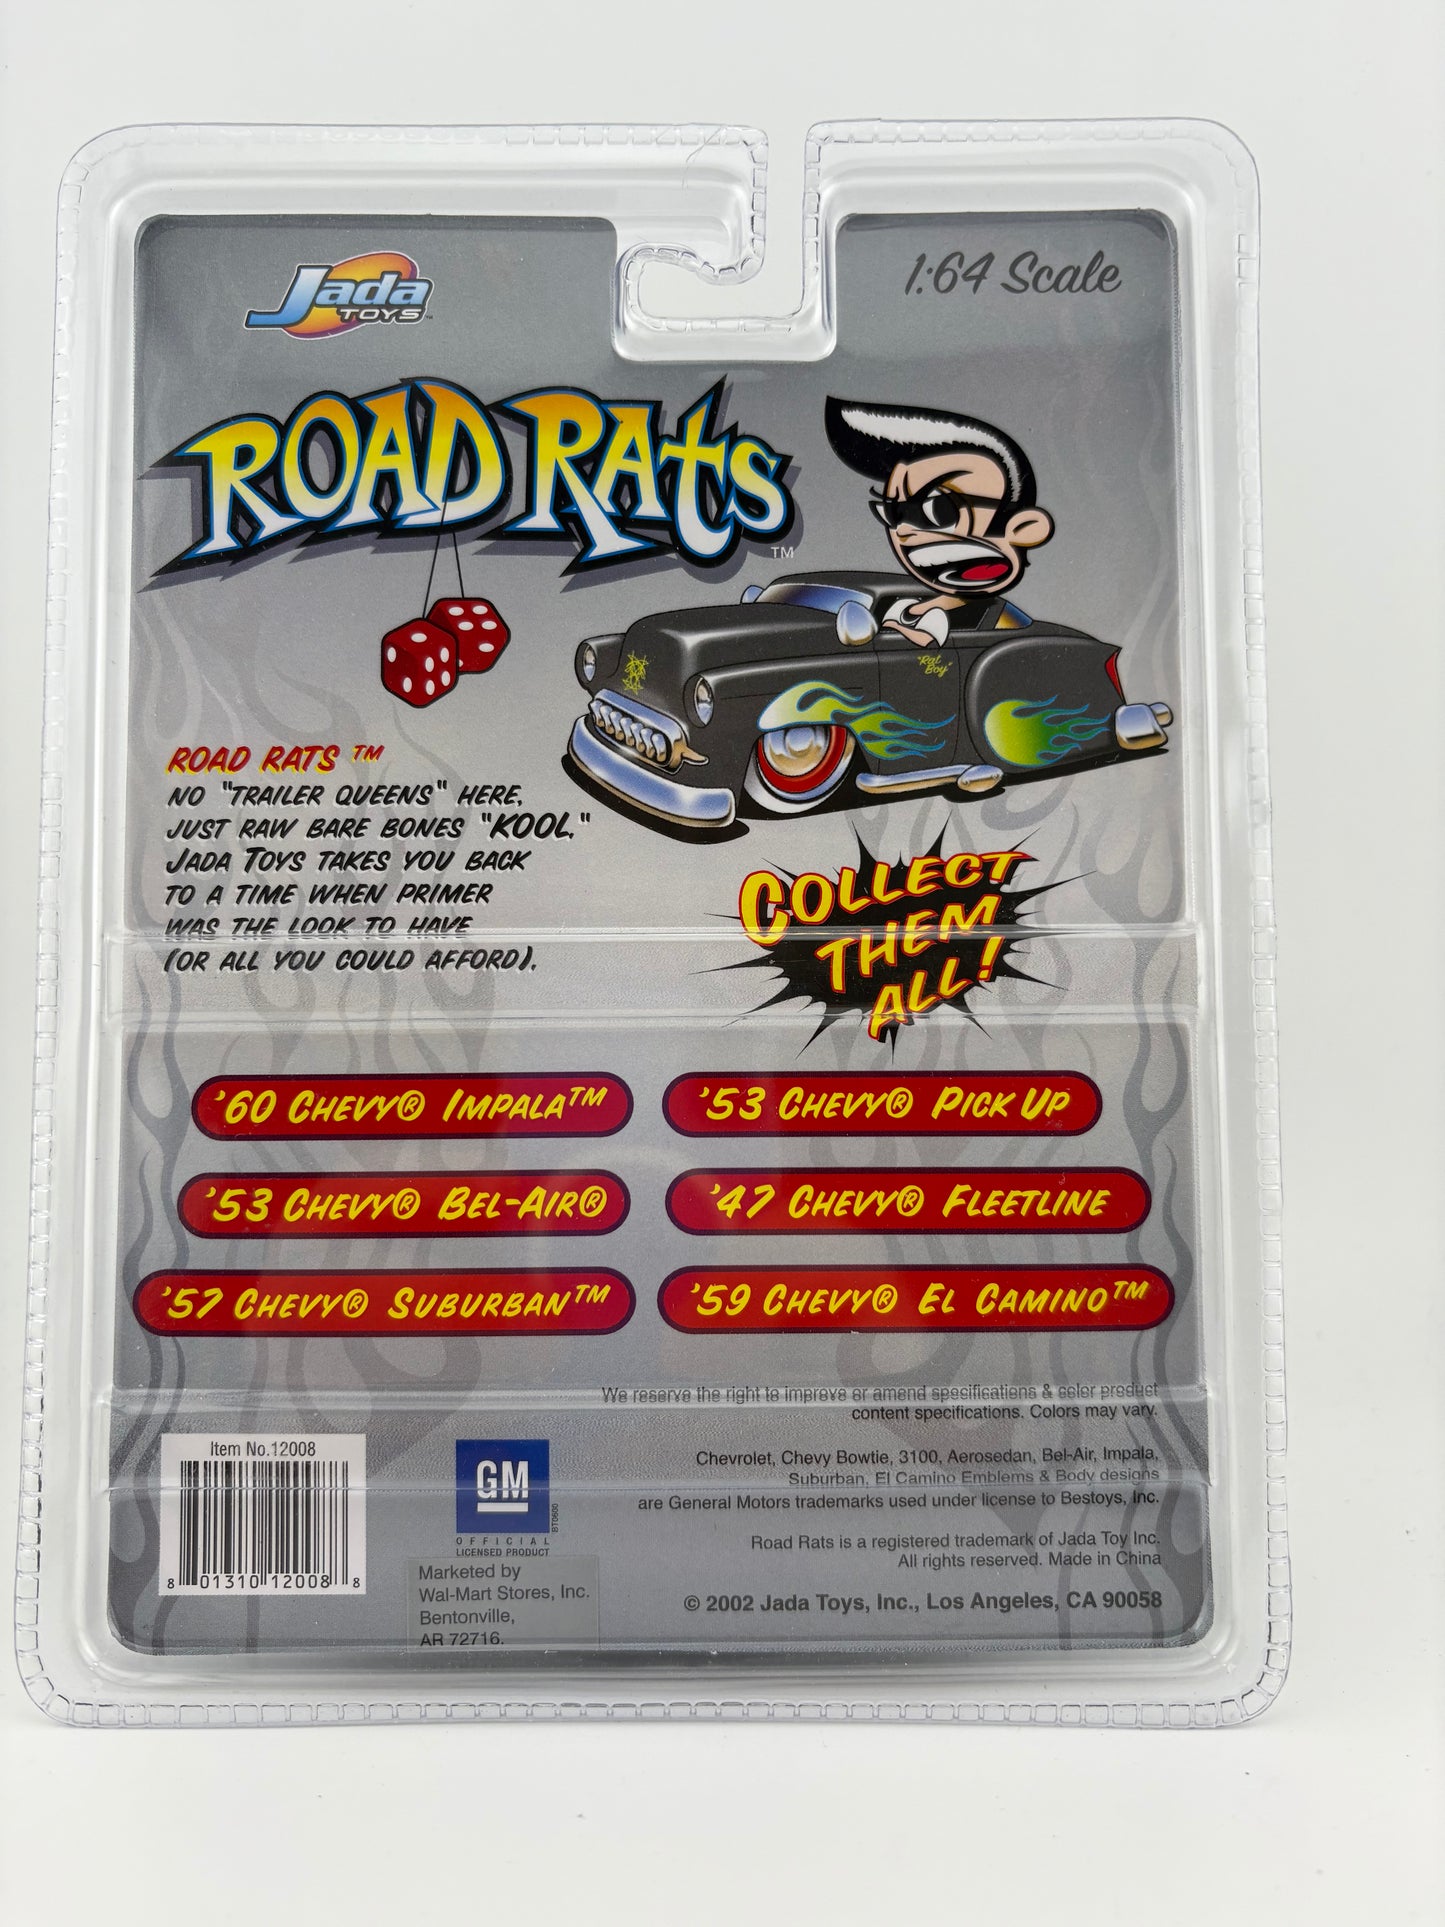 Jada
TOYS™
1:64 Scale
ROAD RATS
TM
"Rat
Boy"
ROAD RATS ™
NO "TRAILER QUEENS" HERE,
JUST RAW BARE BONES "KOOL,"
JADA TOYS TAKES YOU BACK
TO A TIME WHEN PRIMER
WAS THE LOOK TO HAVE
(OR ALL YOU COULD AFFORD).
COLLECT
THEM
ALL!
'60 CHEVY® IMPALA™
'53 CHEVY® PICK UP
'53 CHEVY® BEL-AIR®
'47 CHEVY® FLEETLINE
'57 CHEVY® SUBURBAN™
'59 CHEVY® EL CAMINO™
We reserve the right to improve or amend specifications & color product
content specifications. Colors may vary.
Chevrolet, Chevy Bowtie, 3100, Aerosedan, Bel-Air, Impala,
Suburban, El Camino Emblems & Body designs
are General Motors trademarks used under license to Bestoys, Inc.
Road Rats is a registered trademark of Jada Toy Inc.
All rights reserved. Made in China
© 2002 Jada Toys, Inc., Los Angeles, CA 90058
Item No.12008
8 01310 12008 8
GM
OFFICIAL
LICENSED PRODUCT
Marketed by
Wal-Mart Stores, Inc.
Bentonville,
AR 72716.